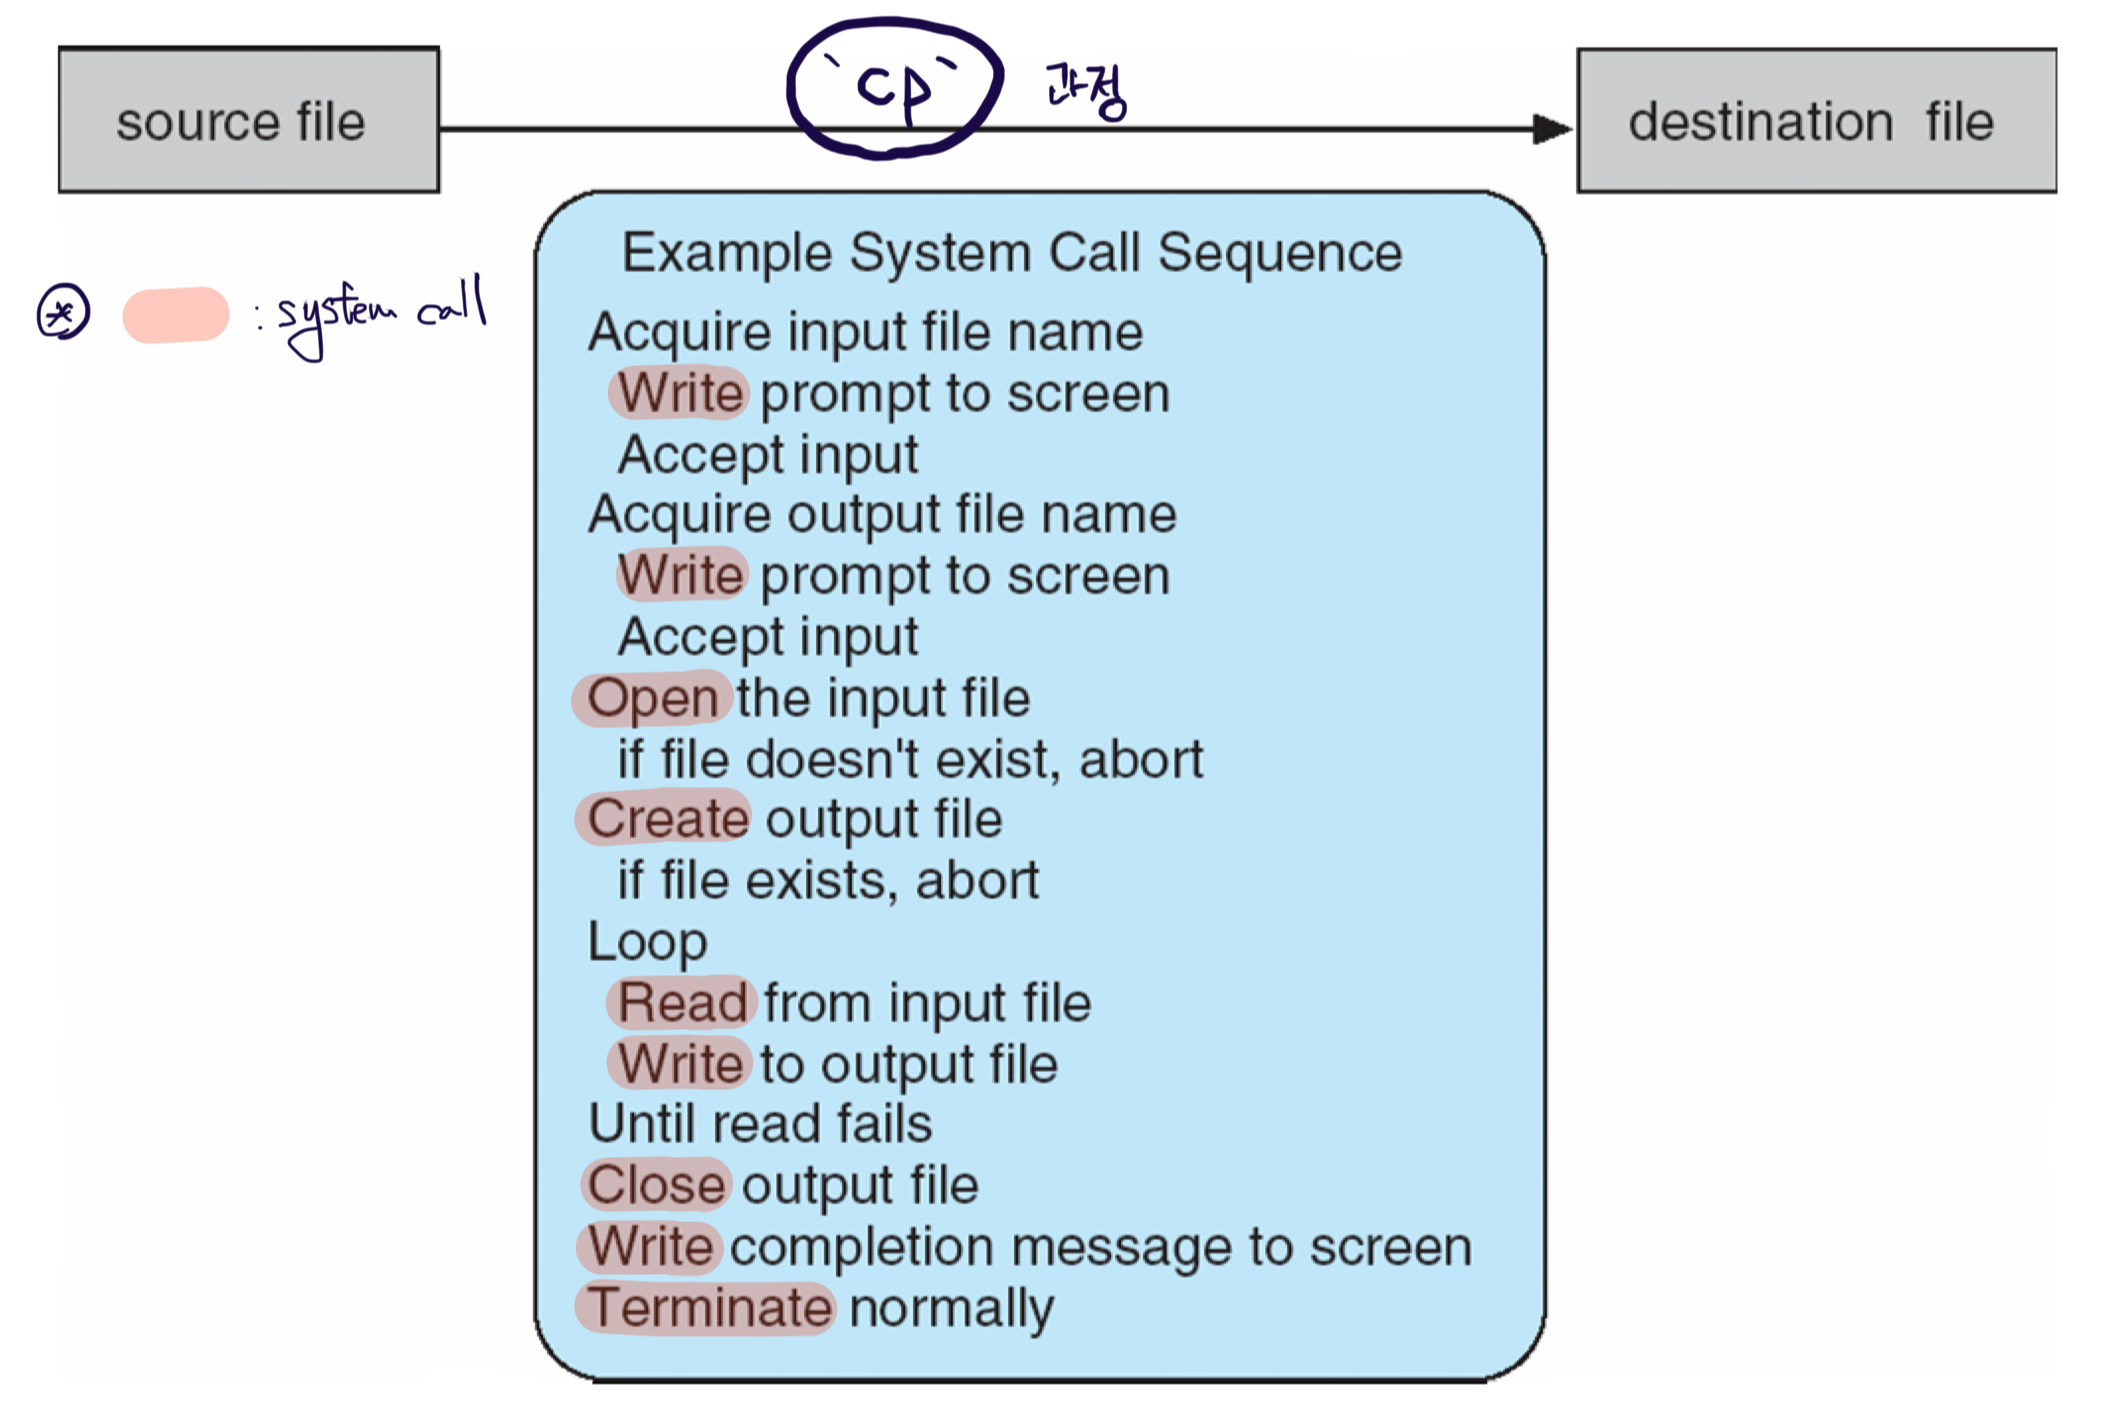 source file
`cp` 과정
destination file
* : system call
Example System Call Sequence
Acquire input file name
Write prompt to screen
Accept input
Acquire output file name
Write prompt to screen
Accept input
Open the input file
if file doesn't exist, abort
Create output file
if file exists, abort
Loop
Read from input file
Write to output file
Until read fails
Close output file
Write completion message to screen
Terminate normally